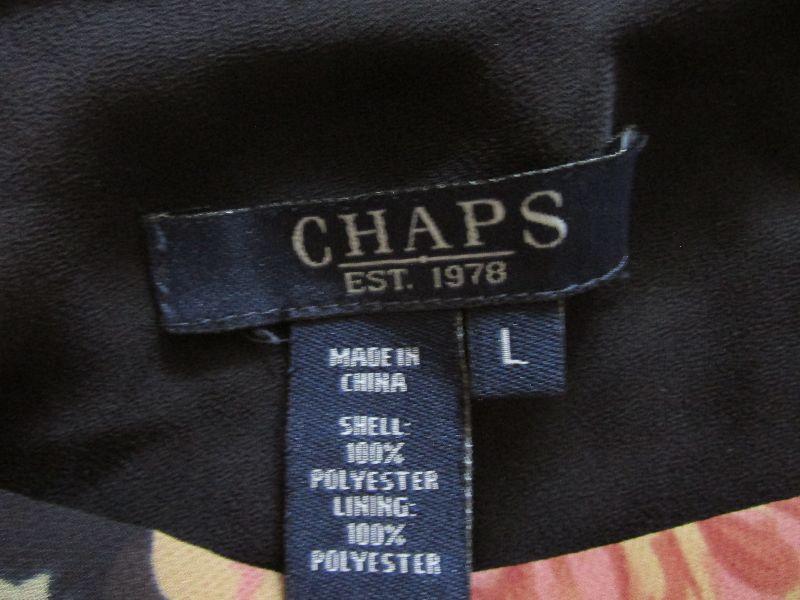 CHAPS
EST. 1978
L
MADE IN
CHINA
SHELL:
100%
POLYESTER
LINING:
100%
POLYESTER